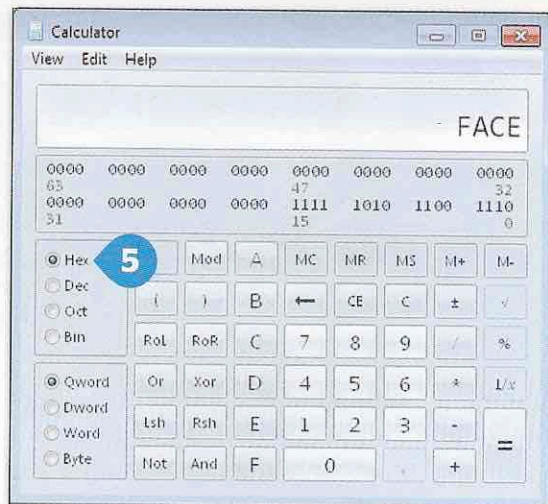 Calculator
View Edit Help
FACE
0000 0000 0000 0000 0000 0000 0000 0000
63 47 32
0000 0000 0000 0000 1111 1010 1100 1110
31 15 0
Hex 5 Mod A MC MR MS M+ M-
Dec ( ) B ← CE C ± √
Oct
Bin RoL RoR C 7 8 9 / %
Qword Or Xor D 4 5 6 * 1/x
Dword
Word Lsh Rsh E 1 2 3 - =
Byte Not And F 0 . +